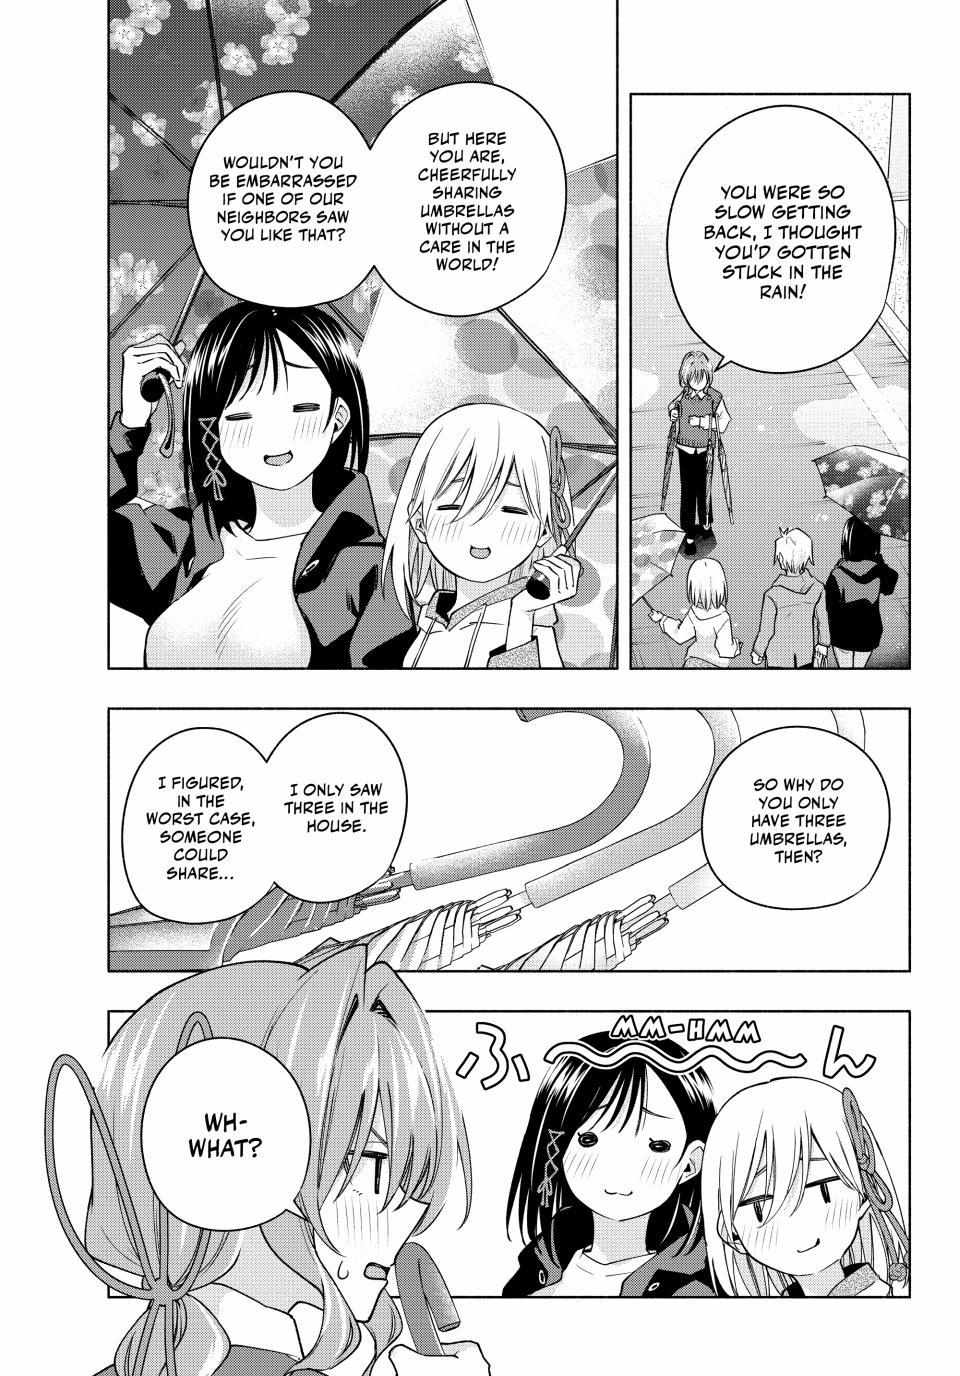 YOU WERE SO
SLOW GETTING
BACK, I THOUGHT
YOU'D GOTTEN
STUCK IN THE
RAIN!
BUT HERE
YOU ARE,
CHEERFULLY
SHARING
UMBRELLAS
WITHOUT A
CARE IN THE
WORLD!
WOULDN'T YOU
BE EMBARRASSED
IF ONE OF OUR
NEIGHBORS SAW
YOU LIKE THAT?
SO WHY DO
YOU ONLY
HAVE THREE
UMBRELLAS,
THEN?
I ONLY SAW
THREE IN THE
HOUSE.
I FIGURED,
IN THE
WORST CASE,
SOMEONE
COULD
SHARE...
MM-HMM
ふ～ん
WH-
WHAT?